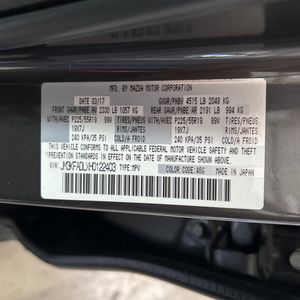 MFD. BY MAZDA MOTOR CORPORATION
DATE 03/17 GVWR/PNBV 4515 LB 2048 KG
FRONT GAWR/PNBE AV 2330 LB 1057 KG REAR GAWR/PNBE AR 2191 LB 994 KG
WITH/AVEC P225/55R19 99V TIRES/PNEUS WITH/AVEC P225/55R19 99V TIRES/PNEUS
19X7J RIMS/JANTES 19X7J RIMS/JANTES
240 KPA/35 PSI COLD/À FROID 240 KPA/35 PSI COLD/À FROID
THIS VEHICLE CONFORMS TO ALL APPLICABLE U.S. FEDERAL MOTOR
VEHICLE SAFETY, BUMPER, AND THEFT
PREVENTION STANDARDS IN EFFECT ON THE DATE OF MANUFACTURE SHOWN ABOVE.
TYPE:MPV COLOR CODE:46G
MADE IN JAPAN